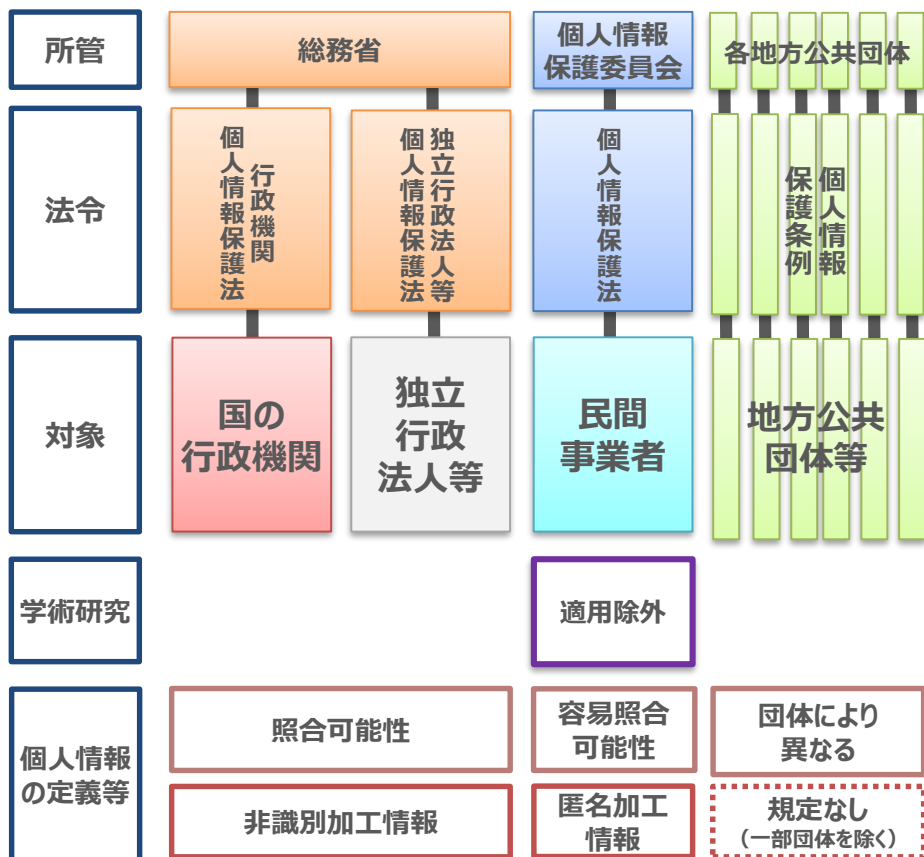 所管
総務省
個人情報
保護委員会
各地方公共団体
法令
行政機関
個人情報保護法
独立行政法人等
個人情報保護法
個人情報保護法
個人情報
保護条例
対象
国の
行政機関
独立
行政
法人等
民間
事業者
地方公共
団体等
学術研究
適用除外
個人情報
の定義等
照合可能性
容易照合
可能性
団体により
異なる
非識別加工情報
匿名加工
情報
規定なし
（一部団体を除く）